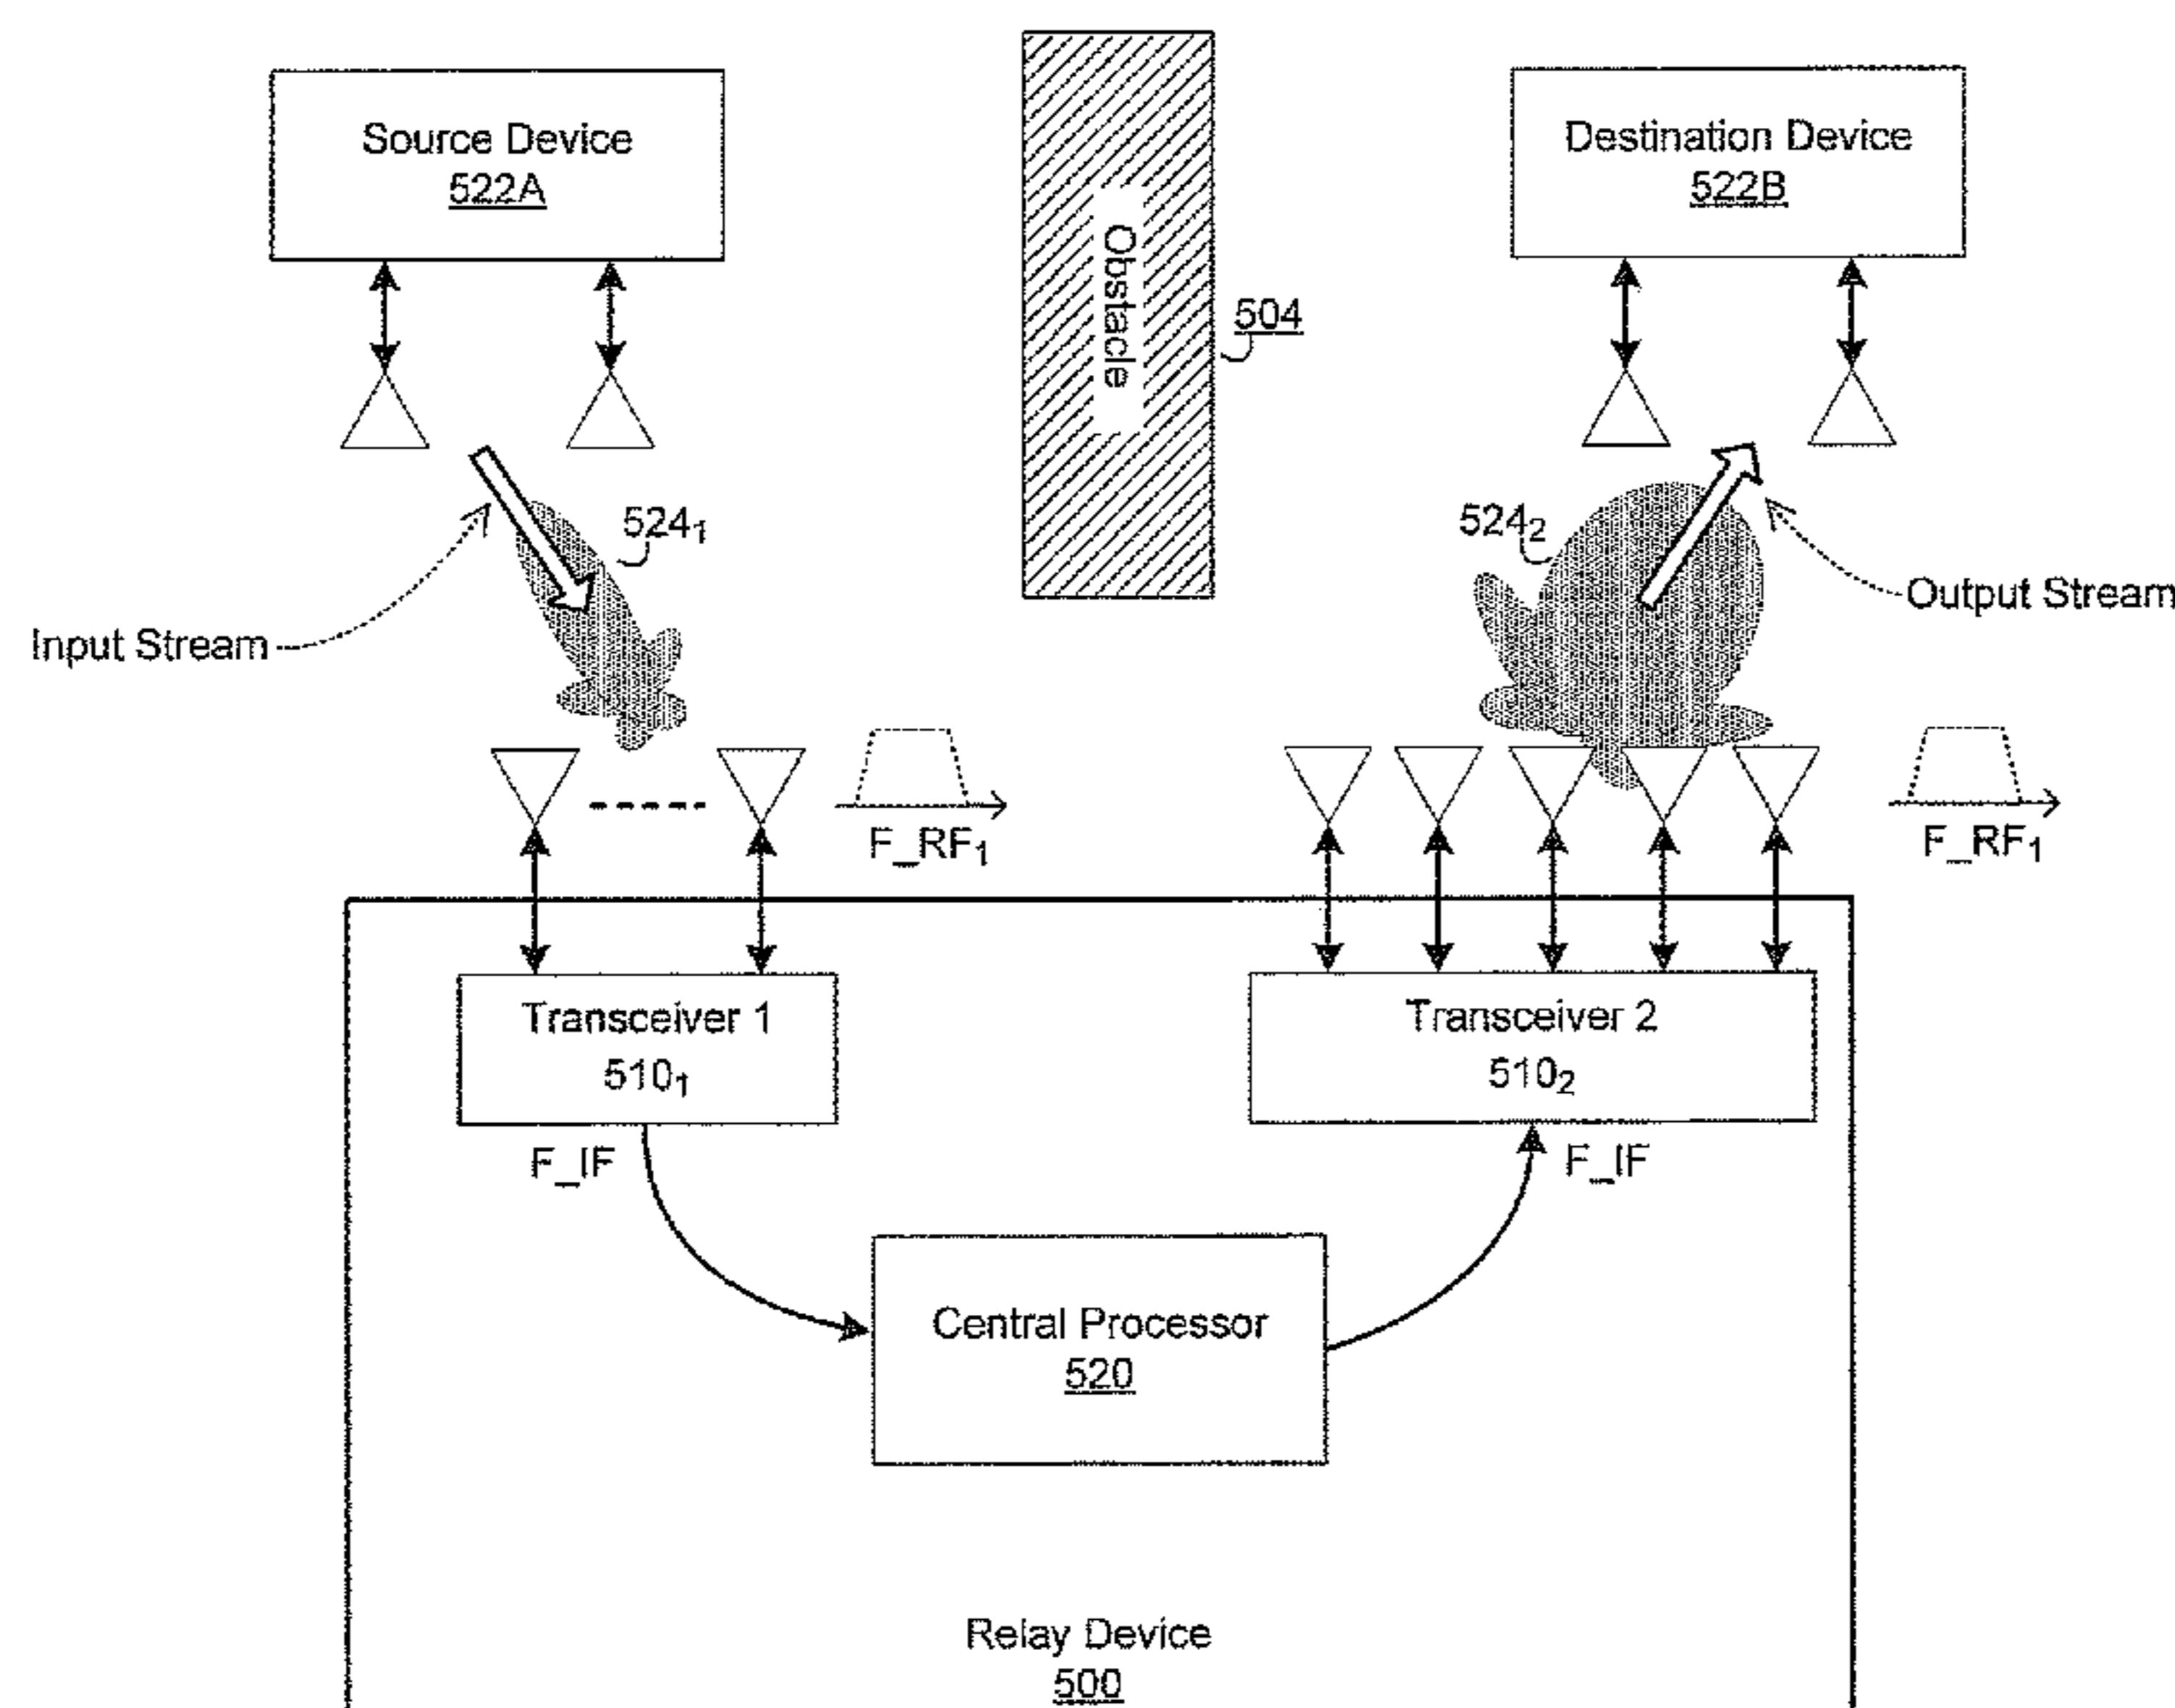 Source Device
522A
Obstacle
504
Destination Device
522B
524₁
524₂
Input Stream
Output Stream
F_RF₁
F_RF₁
Transceiver 1
510₁
Transceiver 2
510₂
F_IF
F_IF
Central Processor
520
Relay Device
500